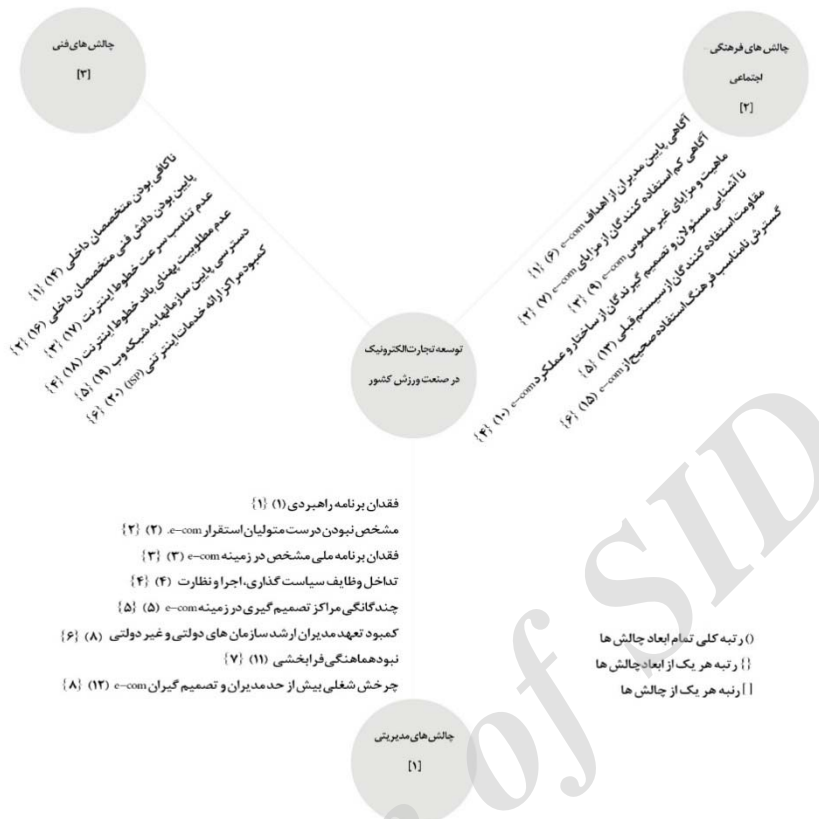 چالش های فنی
[۳]
چالش های فرهنگی -
اجتماعی
[۲]
ناکافی بودن متخصصان داخلی (۱۴) {۱}
پایین بودن دانش فنی متخصصان داخلی (۱۶) {۲}
عدم تناسب سرعت خطوط اینترنت (۱۷) {۳}
عدم مطلوبیت پهنای باند خطوط اینترنت (۱۸) {۴}
دسترسی پایین سازمانها به شبکه وب (۱۹) {۵}
کمبود مراکز ارائه خدمات اینترنتی (ISP) (۲۰) {۶}
آگاهی پایین مدیران از اهداف e-com (۶) {۱}
آگاهی کم استفاده کنندگان از مزایای e-com (۷) {۲}
ماهیت و مزایای غیر ملموس e-com (۹) {۳}
نا آشنایی مسئولان و تصمیم گیرندگان از ساختار و عملکرد e-com (۱۰) {۴}
مقاومت استفاده کنندگان از سیستم قبلی (۱۳) {۵}
گسترش نامناسب فرهنگ استفاده صحیح از e-com (۱۵) {۶}
توسعه تجارت الکترونیک
در صنعت ورزش کشور
فقدان برنامه راهبردی (۱) {۱}
مشخص نبودن درست متولیان استقرار e-com. (۲) {۲}
فقدان برنامه ملی مشخص در زمینه e-com (۳) {۳}
تداخل وظایف سیاست گذاری، اجرا و نظارت (۴) {۴}
چندگانگی مراکز تصمیم گیری در زمینه e-com (۵) {۵}
کمبود تعهد مدیران ارشد سازمان های دولتی و غیر دولتی (۸) {۶}
نبود هماهنگی فرابخشی (۱۱) {۷}
چرخش شغلی بیش از حد مدیران و تصمیم گیران e-com (۱۲) {۸}
() رتبه کلی تمام ابعاد چالش ها
{} رتبه هر یک از ابعاد چالش ها
[] رتبه هر یک از چالش ها
چالش های مدیریتی
[۱]
of SID